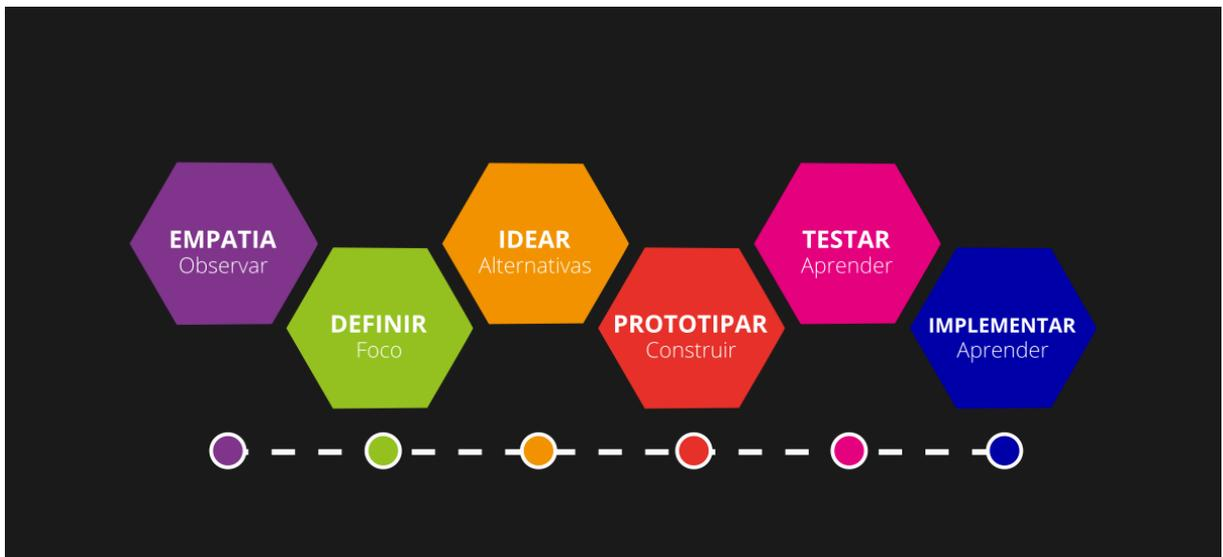 EMPATIA
Observar
DEFINIR
Foco
IDEAR
Alternativas
PROTOTIPAR
Construir
TESTAR
Aprender
IMPLEMENTAR
Aprender